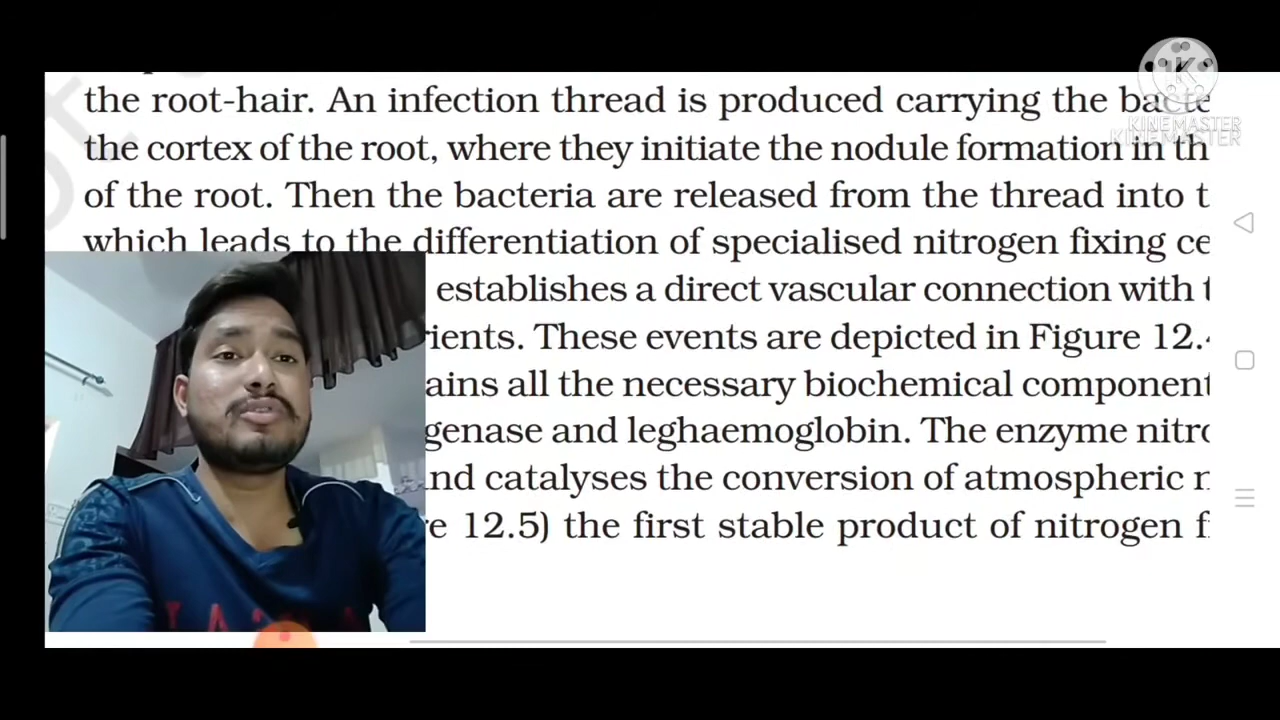 the root-hair. An infection thread is produced carrying the bacte
the cortex of the root, where they initiate the nodule formation in th
of the root. Then the bacteria are released from the thread into t
which leads to the differentiation of specialised nitrogen fixing ce
establishes a direct vascular connection with t
rients. These events are depicted in Figure 12.
ains all the necessary biochemical component
genase and leghaemoglobin. The enzyme nitro
nd catalyses the conversion of atmospheric n
e 12.5) the first stable product of nitrogen f
K
KINEMASTER
KINEMASTER